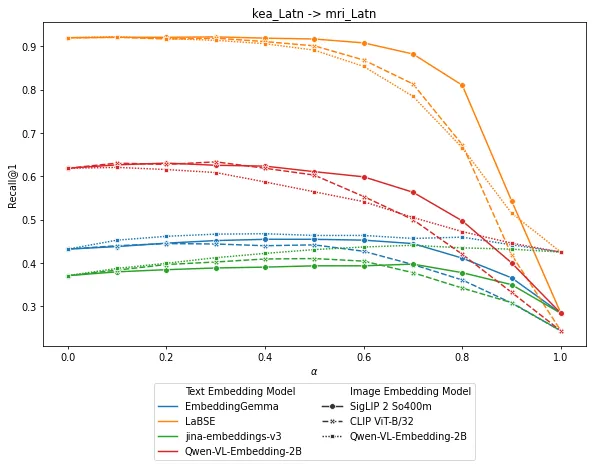 kea_Latn -> mri_Latn
Recall@1
0.9
0.8
0.7
0.6
0.5
0.4
0.3
0.0 0.2 0.4 0.6 0.8 1.0
α
Text Embedding Model Image Embedding Model
EmbeddingGemma SigLIP 2 So400m
LaBSE CLIP ViT-B/32
jina-embeddings-v3 Qwen-VL-Embedding-2B
Qwen-VL-Embedding-2B